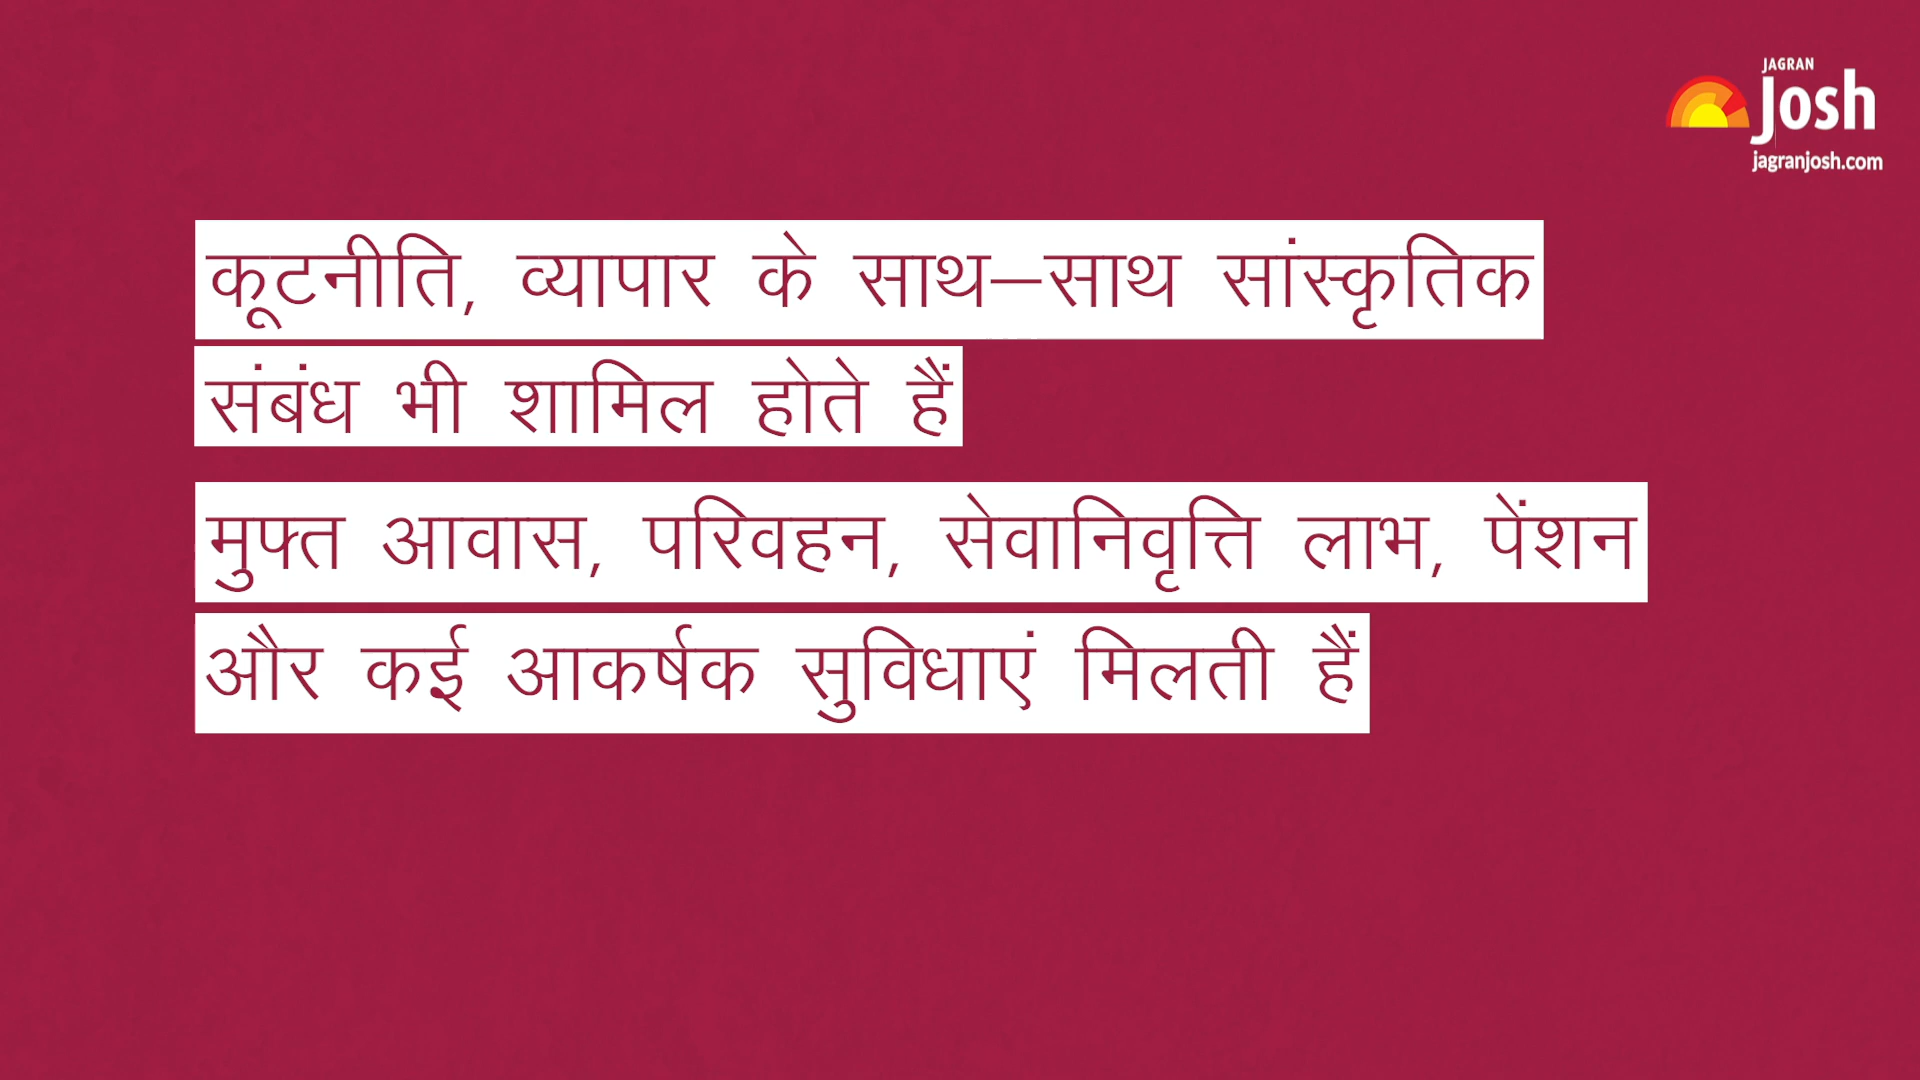 JAGRAN
Josh
jagranjosh.com
कूटनीति, व्यापार के साथ–साथ सांस्कृतिक
संबंध भी शामिल होते हैं
मुफ्त आवास, परिवहन, सेवानिवृत्ति लाभ, पेंशन
और कई आकर्षक सुविधाएं मिलती हैं